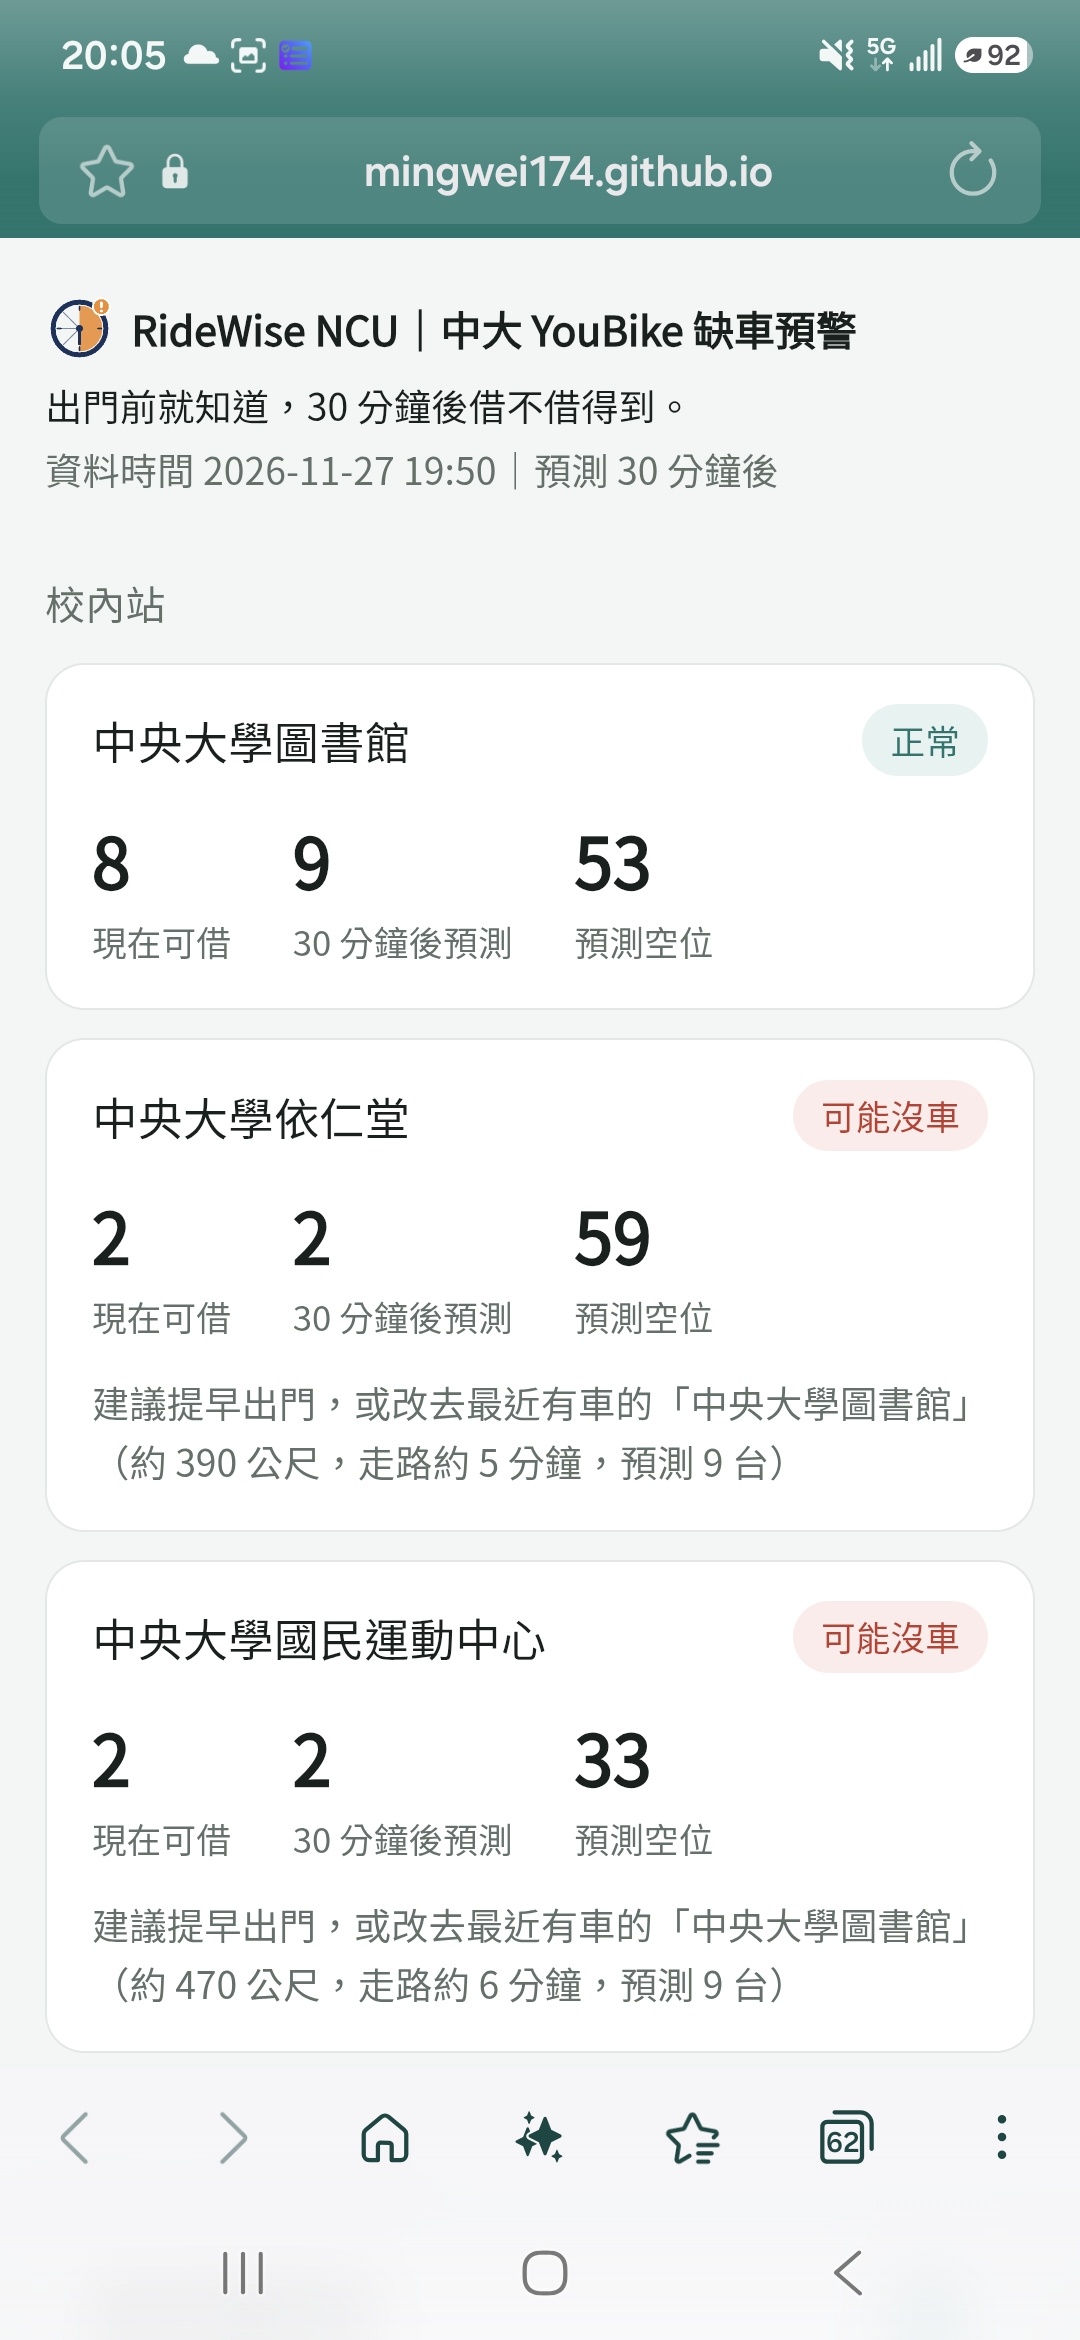 20:05
5G
92
mingwei174.github.io
RideWise NCU｜中大 YouBike 缺車預警
出門前就知道，30 分鐘後借不借得到。
資料時間 2026-11-27 19:50｜預測 30 分鐘後
校內站
中央大學圖書館
正常
8 9 53
現在可借 30 分鐘後預測 預測空位
中央大學依仁堂
可能沒車
2 2 59
現在可借 30 分鐘後預測 預測空位
建議提早出門，或改去最近有車的「中央大學圖書館」
（約 390 公尺，走路約 5 分鐘，預測 9 台）
中央大學國民運動中心
可能沒車
2 2 33
現在可借 30 分鐘後預測 預測空位
建議提早出門，或改去最近有車的「中央大學圖書館」
（約 470 公尺，走路約 6 分鐘，預測 9 台）
62